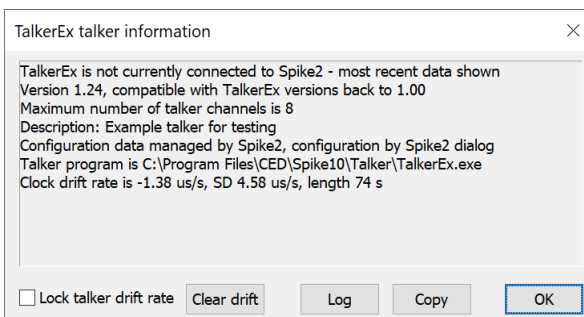 TalkerEx talker information
TalkerEx is not currently connected to Spike2 - most recent data shown
Version 1.24, compatible with TalkerEx versions back to 1.00
Maximum number of talker channels is 8
Description: Example talker for testing
Configuration data managed by Spike2, configuration by Spike2 dialog
Talker program is C:\Program Files\CED\Spike10\Talker\TalkerEx.exe
Clock drift rate is -1.38 us/s, SD 4.58 us/s, length 74 s
Lock talker drift rate Clear drift Log Copy OK